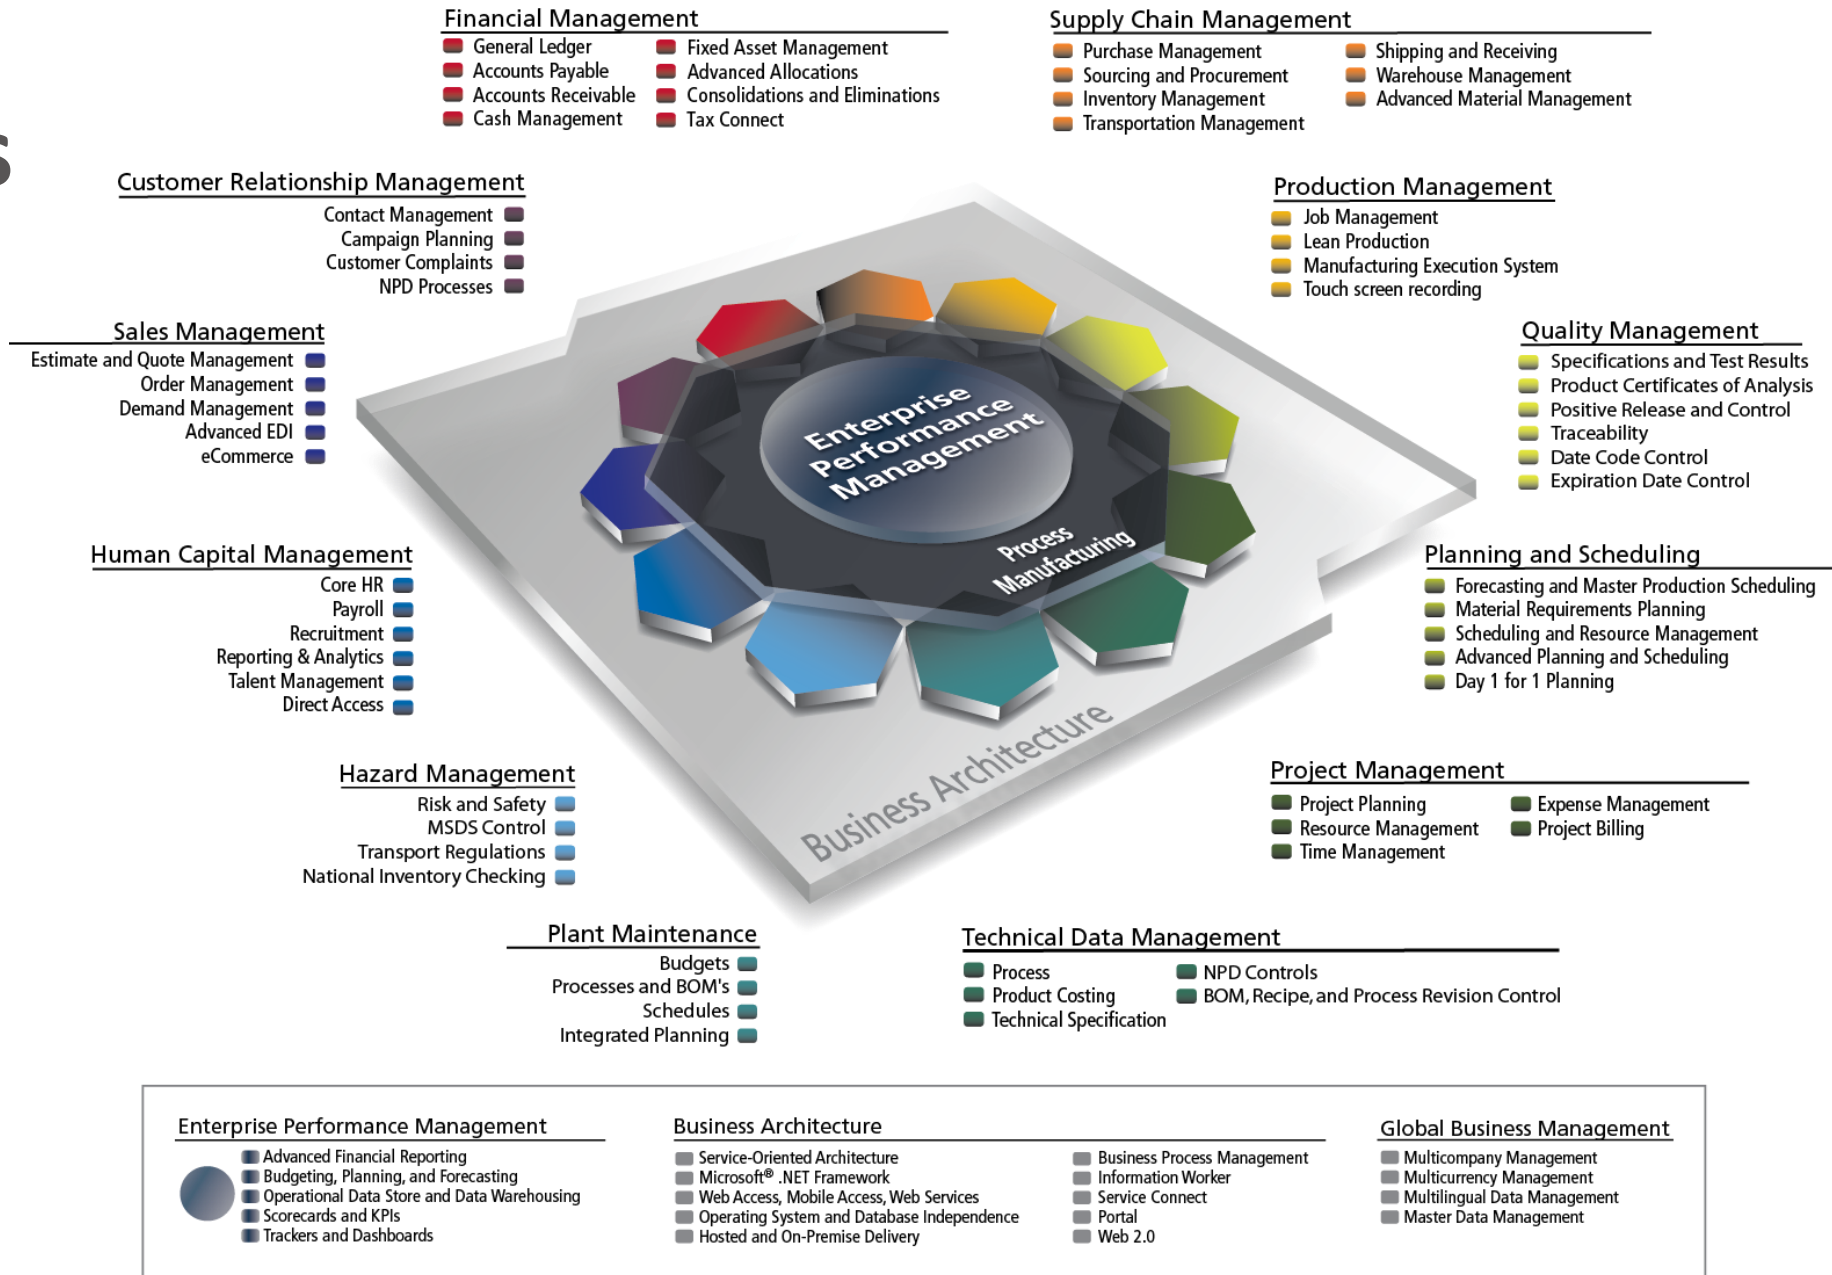 s
Financial Management
General Ledger
Accounts Payable
Accounts Receivable
Cash Management
Fixed Asset Management
Advanced Allocations
Consolidations and Eliminations
Tax Connect
Supply Chain Management
Purchase Management
Sourcing and Procurement
Inventory Management
Transportation Management
Shipping and Receiving
Warehouse Management
Advanced Material Management
Customer Relationship Management
Contact Management
Campaign Planning
Customer Complaints
NPD Processes
Production Management
Job Management
Lean Production
Manufacturing Execution System
Touch screen recording
Sales Management
Estimate and Quote Management
Order Management
Demand Management
Advanced EDI
eCommerce
Quality Management
Specifications and Test Results
Product Certificates of Analysis
Positive Release and Control
Traceability
Date Code Control
Expiration Date Control
Enterprise
Performance
Management
Process
Manufacturing
Business Architecture
Human Capital Management
Core HR
Payroll
Recruitment
Reporting & Analytics
Talent Management
Direct Access
Planning and Scheduling
Forecasting and Master Production Scheduling
Material Requirements Planning
Scheduling and Resource Management
Advanced Planning and Scheduling
Day 1 for 1 Planning
Hazard Management
Risk and Safety
MSDS Control
Transport Regulations
National Inventory Checking
Project Management
Project Planning
Resource Management
Time Management
Expense Management
Project Billing
Plant Maintenance
Budgets
Processes and BOM's
Schedules
Integrated Planning
Technical Data Management
Process
Product Costing
Technical Specification
NPD Controls
BOM, Recipe, and Process Revision Control
Enterprise Performance Management
Advanced Financial Reporting
Budgeting, Planning, and Forecasting
Operational Data Store and Data Warehousing
Scorecards and KPIs
Trackers and Dashboards
Business Architecture
Service-Oriented Architecture
Microsoft® .NET Framework
Web Access, Mobile Access, Web Services
Operating System and Database Independence
Hosted and On-Premise Delivery
Business Process Management
Information Worker
Service Connect
Portal
Web 2.0
Global Business Management
Multicompany Management
Multicurrency Management
Multilingual Data Management
Master Data Management